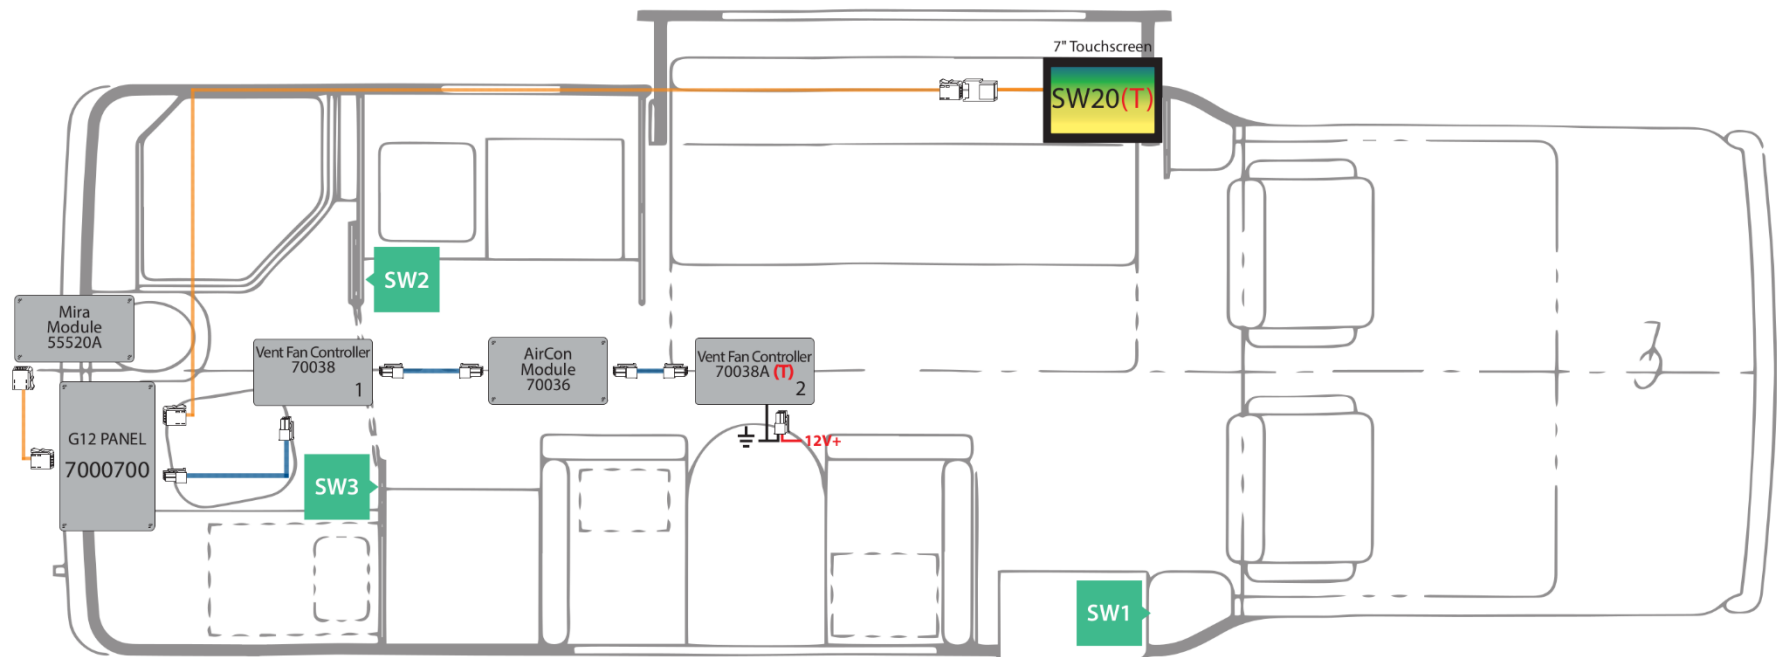 7" Touchscreen
SW20(T)
SW2
Mira
Module
55520A
Vent Fan Controller
70038
1
AirCon
Module
70036
Vent Fan Controller
70038A (T)
2
G12 PANEL
7000700
12V+
SW3
SW1